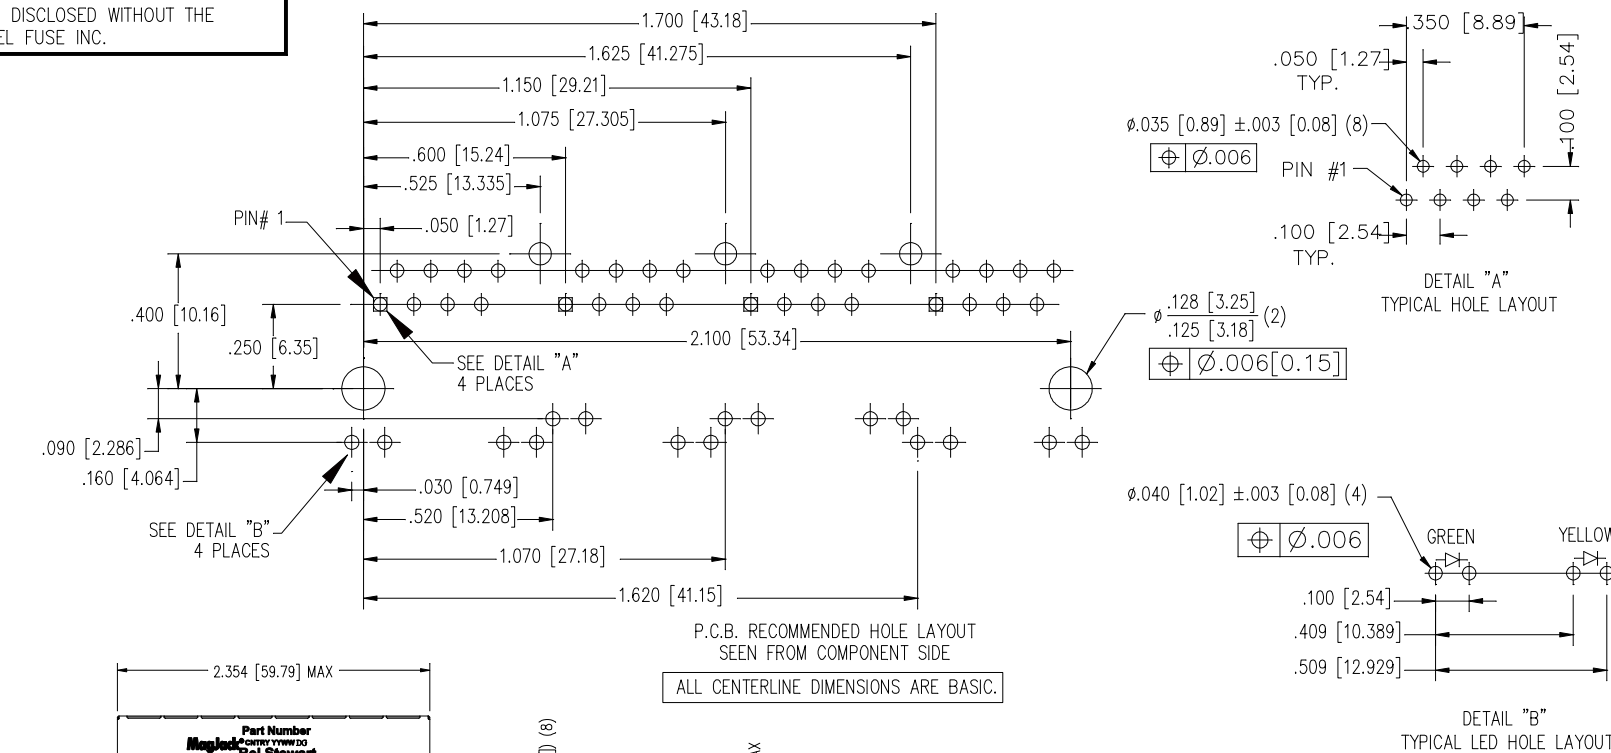 DISCLOSED WITHOUT THE
EL FUSE INC.
1.700 [43.18]
1.625 [41.275]
1.150 [29.21]
1.075 [27.305]
.600 [15.24]
.525 [13.335]
PIN# 1
.050 [1.27]
.400 [10.16]
.250 [6.35]
2.100 [53.34]
SEE DETAIL "A"
4 PLACES
ø .128 [3.25] (2)
.125 [3.18]
⌖ Ø.006[0.15]
.090 [2.286]
.160 [4.064]
.030 [0.749]
.520 [13.208]
SEE DETAIL "B"
4 PLACES
1.070 [27.18]
1.620 [41.15]
P.C.B. RECOMMENDED HOLE LAYOUT
SEEN FROM COMPONENT SIDE
ALL CENTERLINE DIMENSIONS ARE BASIC.
.350 [8.89]
.050 [1.27]
TYP.
.100 [2.54]
ø.035 [0.89] ±.003 [0.08] (8)
⌖ Ø.006
PIN #1
.100 [2.54]
TYP.
DETAIL "A"
TYPICAL HOLE LAYOUT
ø.040 [1.02] ±.003 [0.08] (4)
⌖ Ø.006
GREEN
YELLOW
.100 [2.54]
.409 [10.389]
.509 [12.929]
DETAIL "B"
TYPICAL LED HOLE LAYOUT
2.354 [59.79] MAX
Part Number
MagJack® CNTRY YYWW DG
Bel Stewart
(8)